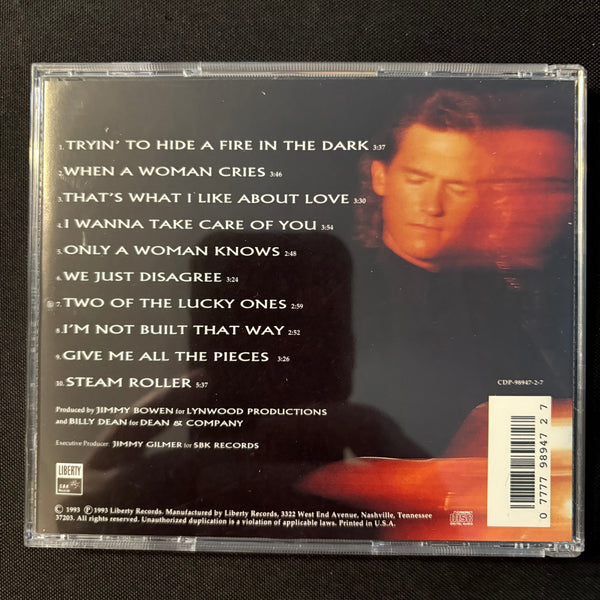 1. TRYIN' TO HIDE A FIRE IN THE DARK 3:37
2. WHEN A WOMAN CRIES 3:46
3. THAT'S WHAT I LIKE ABOUT LOVE 3:30
4. I WANNA TAKE CARE OF YOU 3:54
5. ONLY A WOMAN KNOWS 2:48
6. WE JUST DISAGREE 3:24
7. TWO OF THE LUCKY ONES 2:59
8. I'M NOT BUILT THAT WAY 2:52
9. GIVE ME ALL THE PIECES 3:26
10. STEAM ROLLER 5:37
CDP-98947-2-7
Produced by JIMMY BOWEN for LYNWOOD PRODUCTIONS
and BILLY DEAN for DEAN & COMPANY
Executive Producer: JIMMY GILMER for SBK RECORDS
LIBERTY
SBK
0 7777 98947 2 7
disc
© 1993 ℗ 1993 Liberty Records. Manufactured by Liberty Records, 3322 West End Avenue, Nashville, Tennessee
37203. All rights reserved. Unauthorized duplication is a violation of applicable laws. Printed in U.S.A.